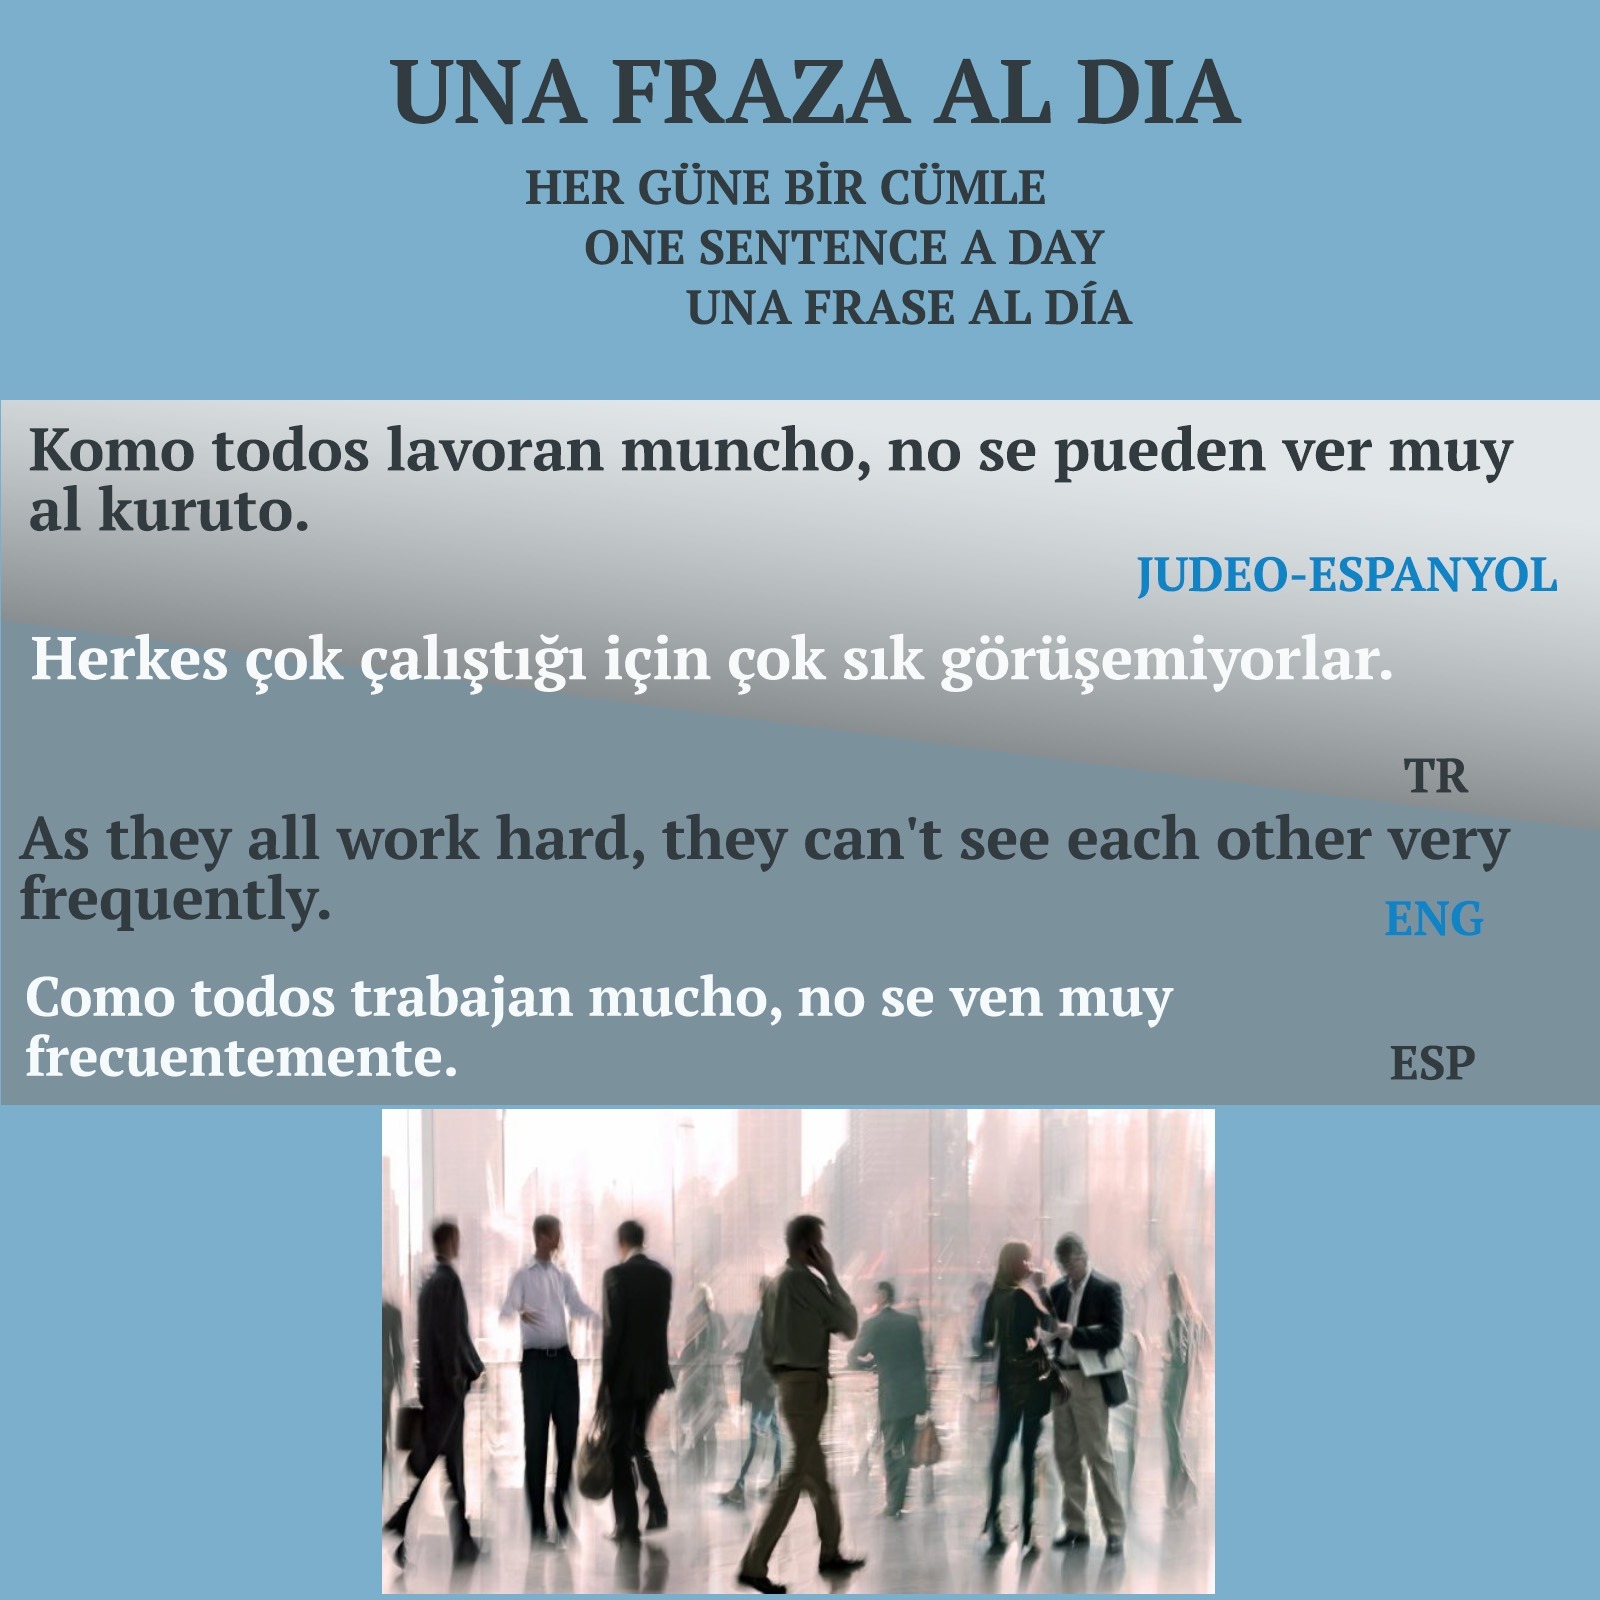 UNA FRAZA AL DIA
HER GÜNE BİR CÜMLE
ONE SENTENCE A DAY
UNA FRASE AL DÍA
Komo todos lavoran muncho, no se pueden ver muy
al kuruto.
JUDEO-ESPANYOL
Herkes çok çalıştığı için çok sık görüşemiyorlar.
TR
As they all work hard, they can't see each other very
frequently.
ENG
Como todos trabajan mucho, no se ven muy
frecuentemente.
ESP